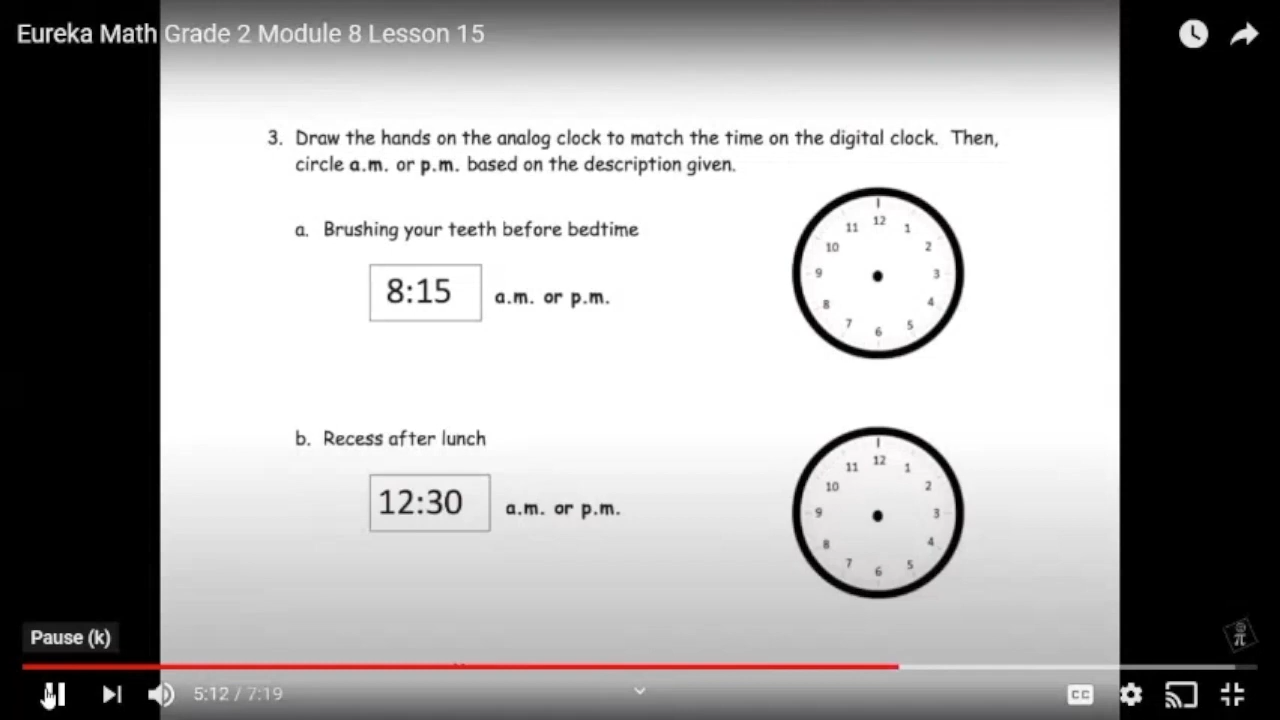 Eureka Math Grade 2 Module 8 Lesson 15
3. Draw the hands on the analog clock to match the time on the digital clock. Then,
circle a.m. or p.m. based on the description given.
a. Brushing your teeth before bedtime
8:15 a.m. or p.m.
12
11 1
10 2
9 3
8 4
7 5
6
b. Recess after lunch
12:30 a.m. or p.m.
12
11 1
10 2
9 3
8 4
7 5
6
Pause (k)
5:12 / 7:19
CC
π